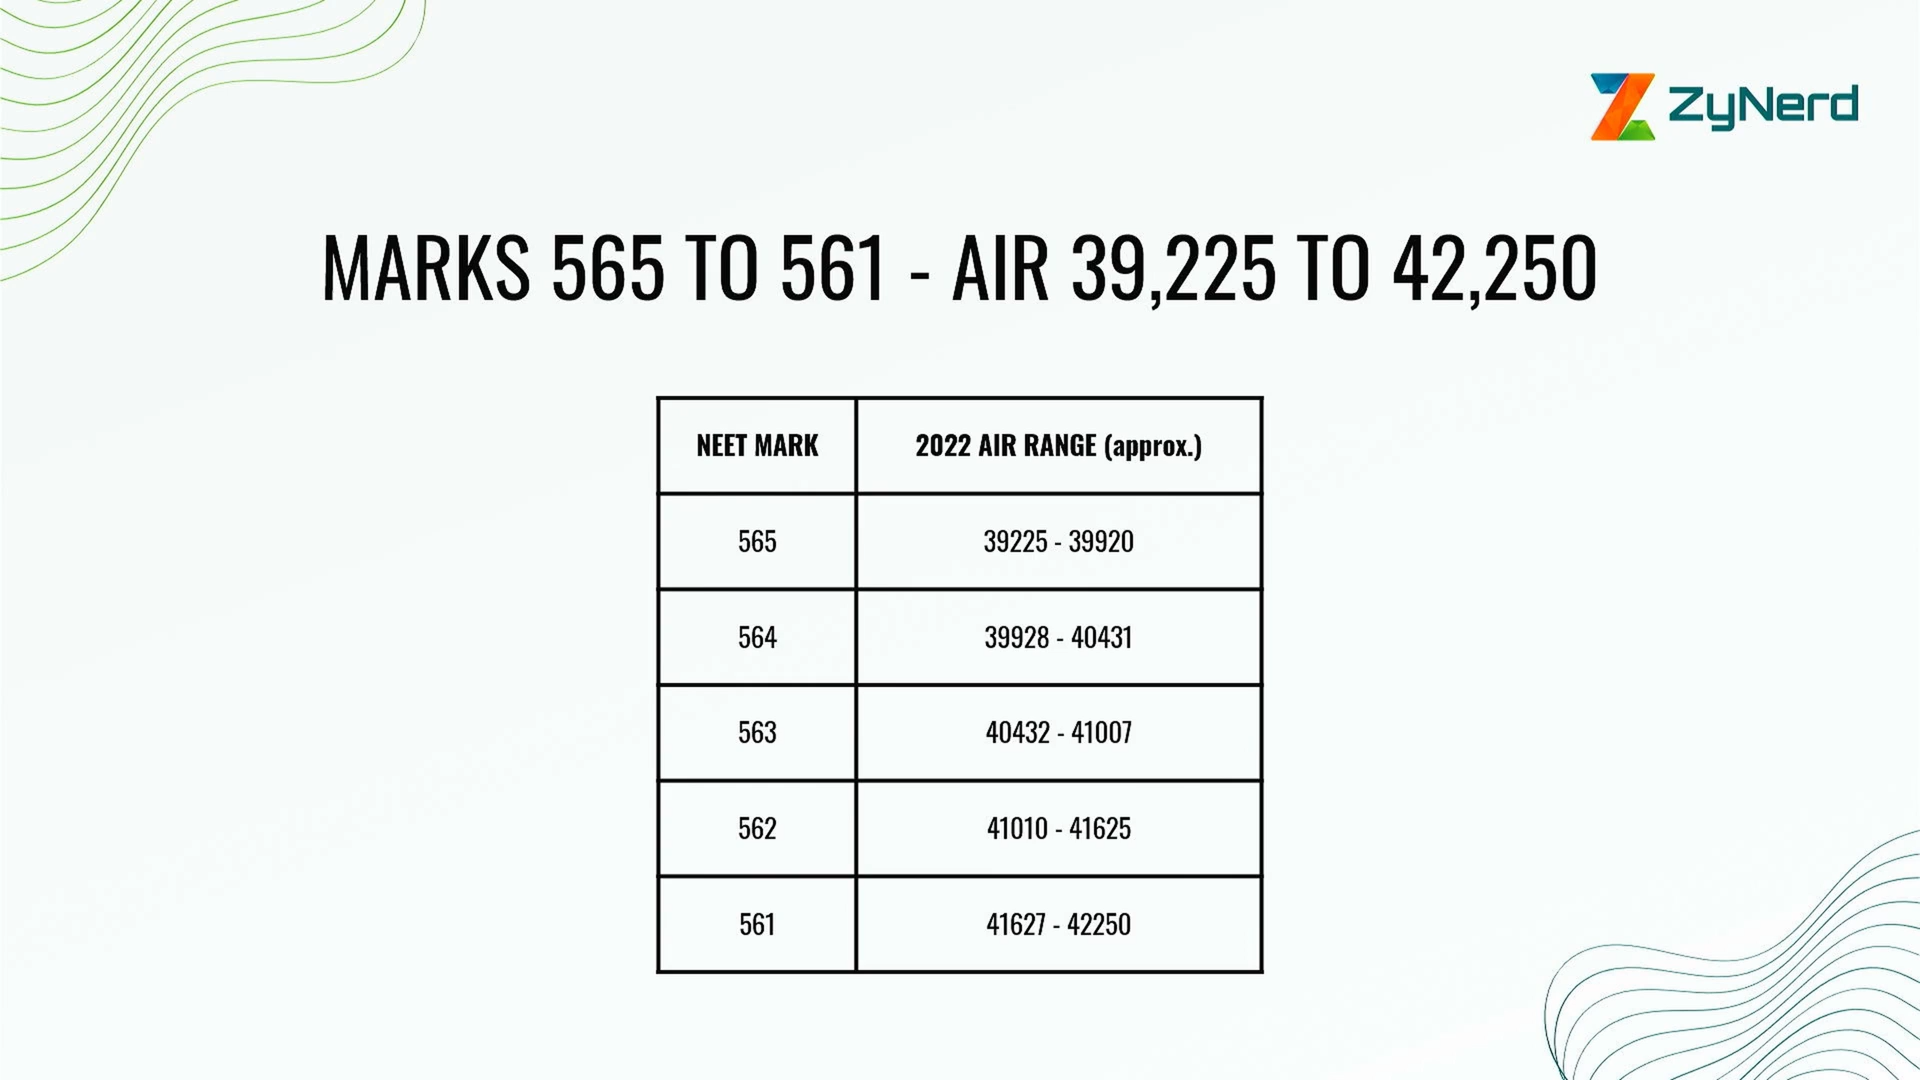 ZyNerd
MARKS 565 TO 561 - AIR 39,225 TO 42,250
NEET MARK 2022 AIR RANGE (approx.)
565 39225 - 39920
564 39928 - 40431
563 40432 - 41007
562 41010 - 41625
561 41627 - 42250